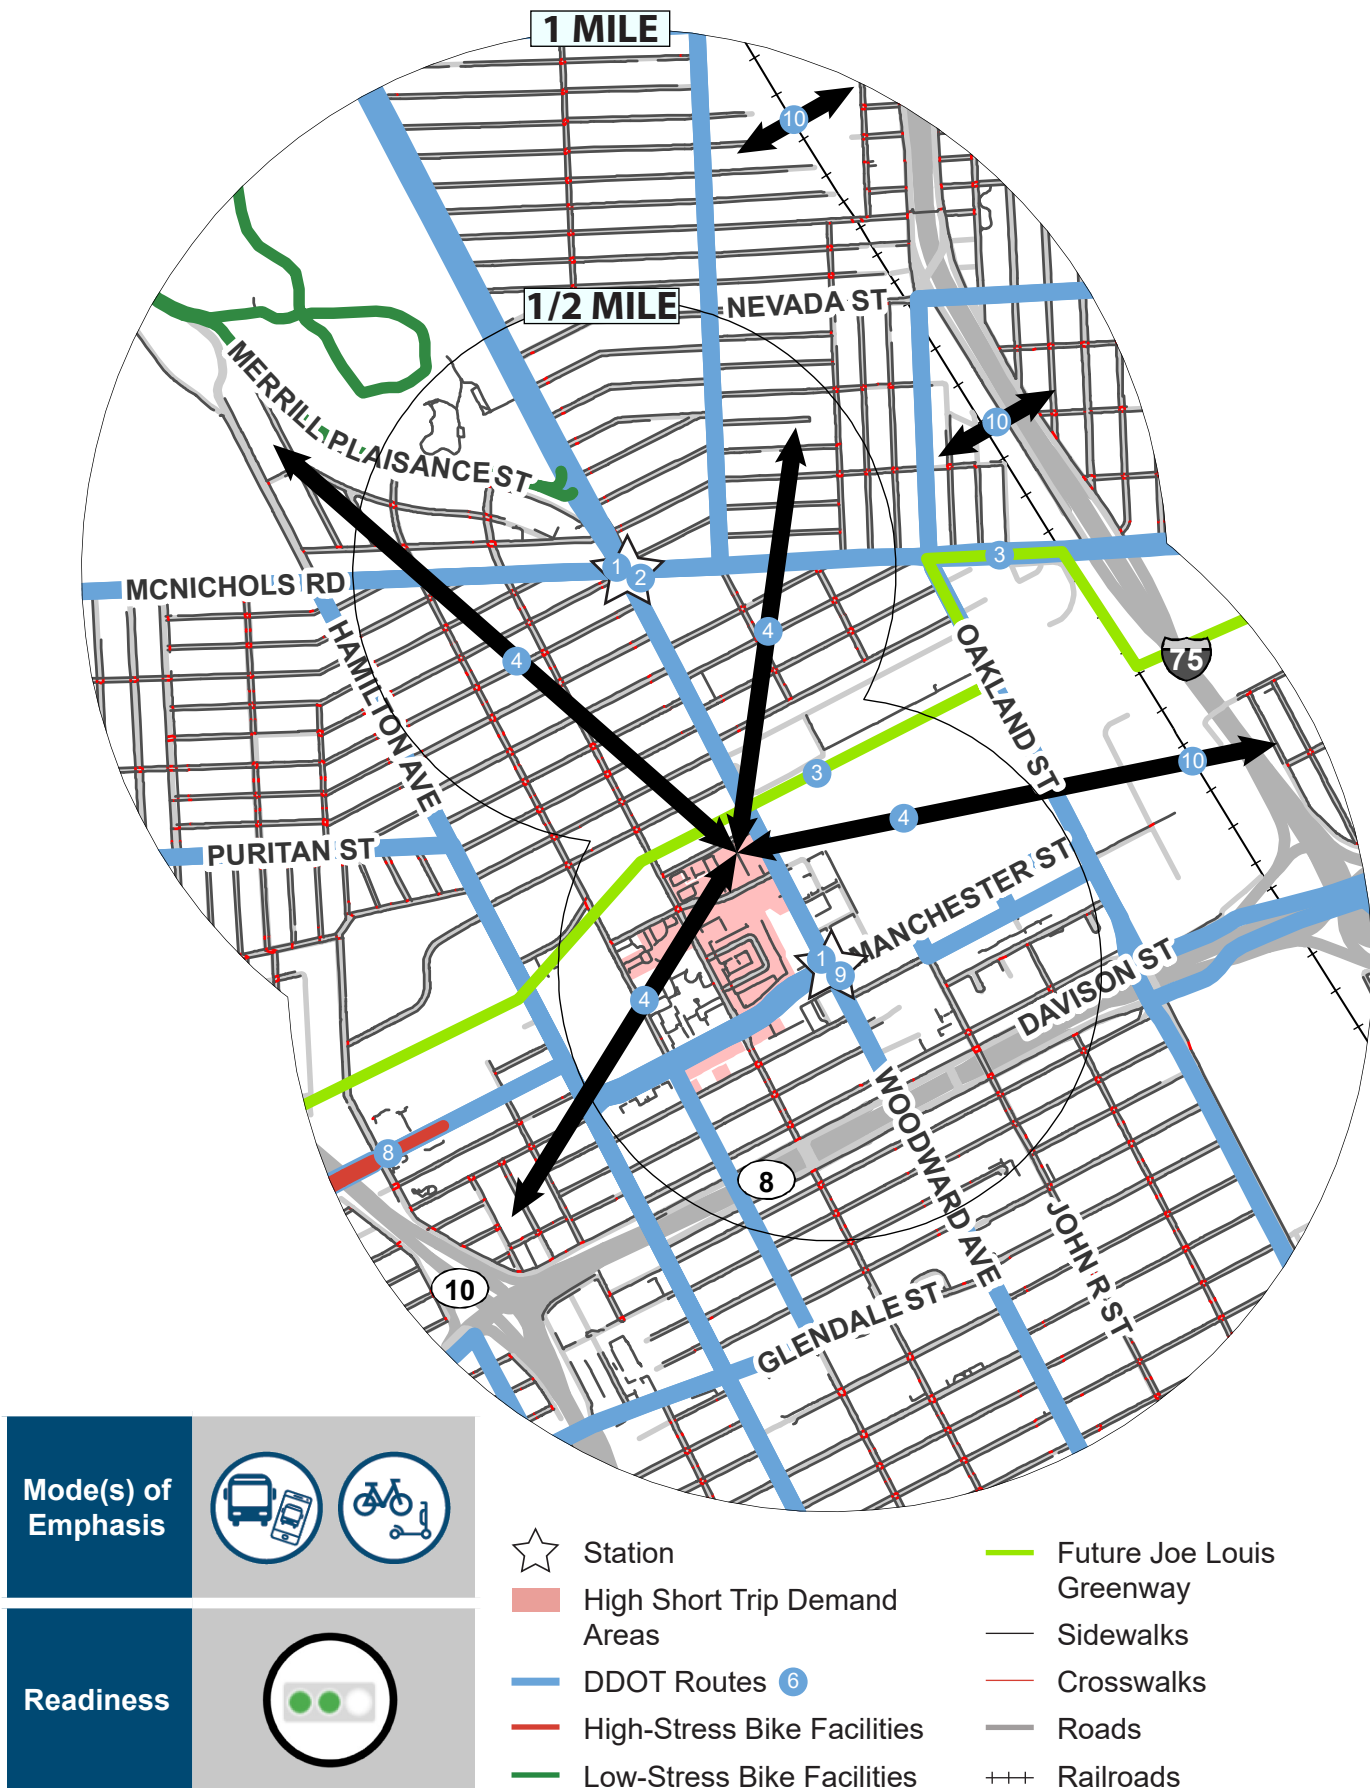 1 MILE
10
1/2 MILE
NEVADA ST
MERRILL PLAISANCE ST
10
MCNICHOLS RD
1
2
3
HAMILTON AVE
4
4
OAKLAND ST
75
3
10
4
PURITAN ST
MANCHESTER ST
1
9
4
DAVISON ST
8
WOODWARD AVE
8
JOHN R ST
10
GLENDALE ST
Mode(s) of
Emphasis
Readiness
Station
High Short Trip Demand
Areas
DDOT Routes 6
High-Stress Bike Facilities
Low-Stress Bike Facilities
Future Joe Louis
Greenway
Sidewalks
Crosswalks
Roads
Railroads